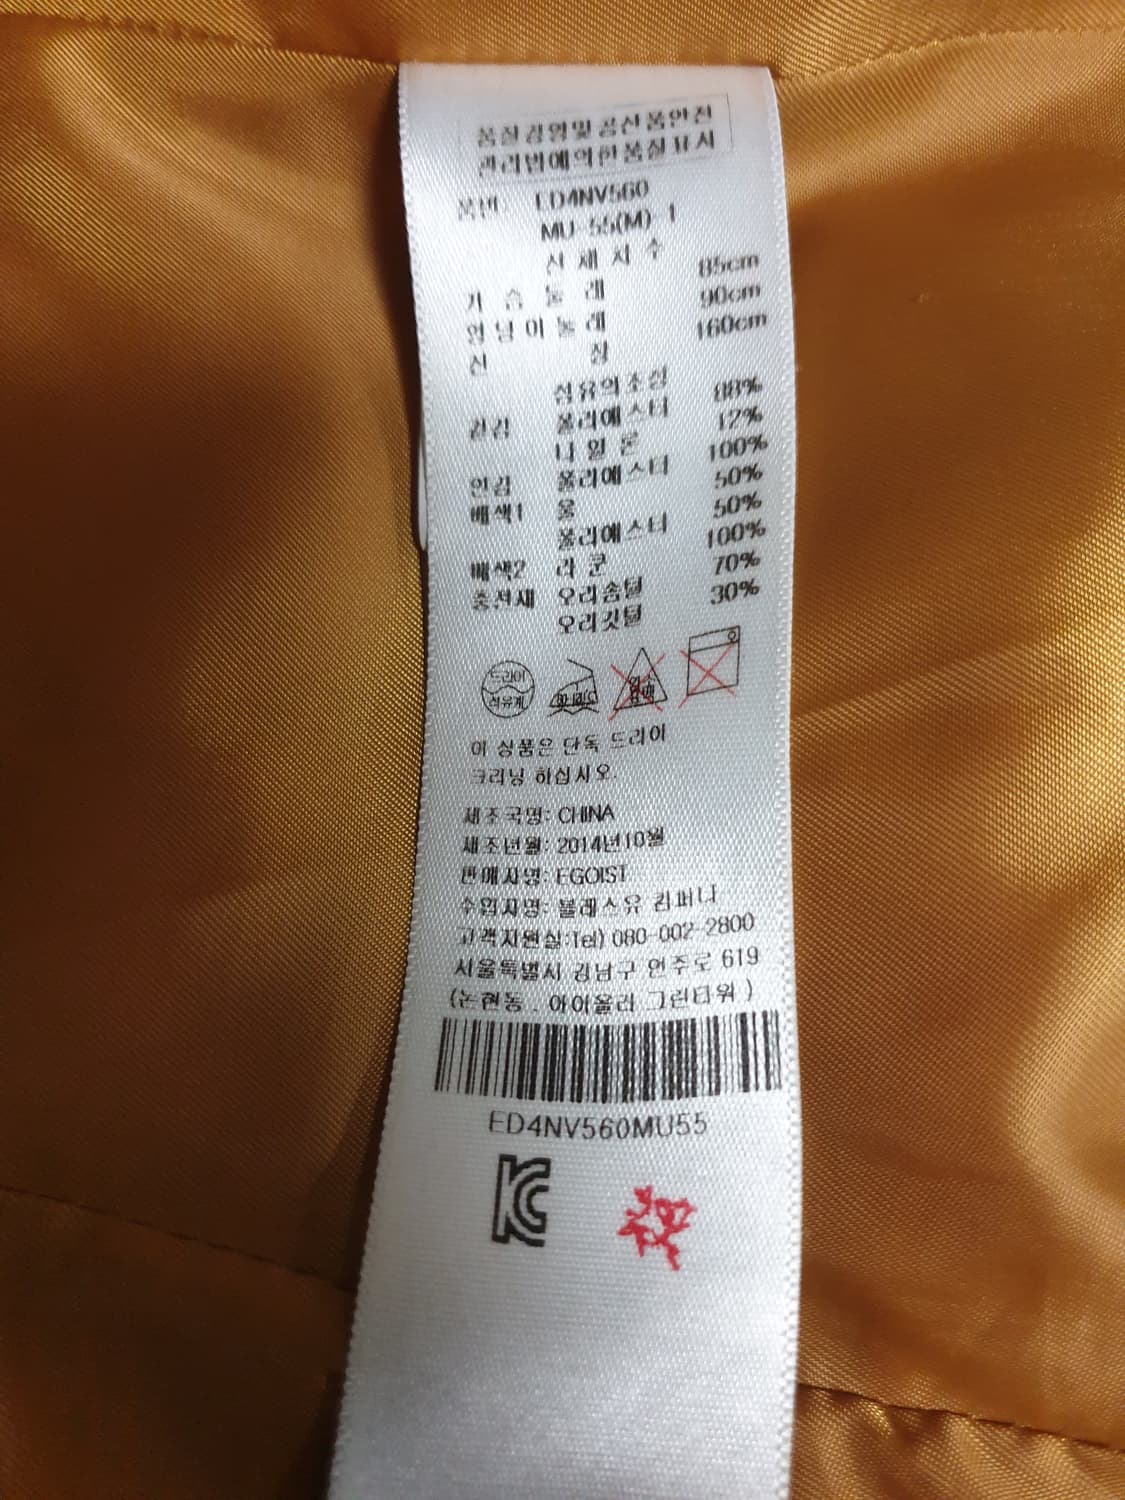 품질경영및공산품안전
관리법에의한품질표시
품번: ED4NV560
MU-55(M)-1
신 체 치 수
가 슴 둘 레 85cm
엉 덩 이 둘 레 90cm
신 장 160cm
섬유의조성
겉감 폴리에스터 88%
나 일 론 12%
안감 폴리에스터 100%
배색1 울 50%
폴리에스터 50%
배색2 라 쿤 100%
충전재 오리솜털 70%
오리깃털 30%
드라이
석유계
이 상품은 단독 드라이
크리닝 하십시오.
제조국명: CHINA
제조년월: 2014년10월
판매자명: EGOIST
수입자명: 블래스유 컴퍼니
고객지원실:Tel) 080-002-2800
서울특별시 강남구 언주로 619
(논현동 . 아이올리 그린타워 )
ED4NV560MU55